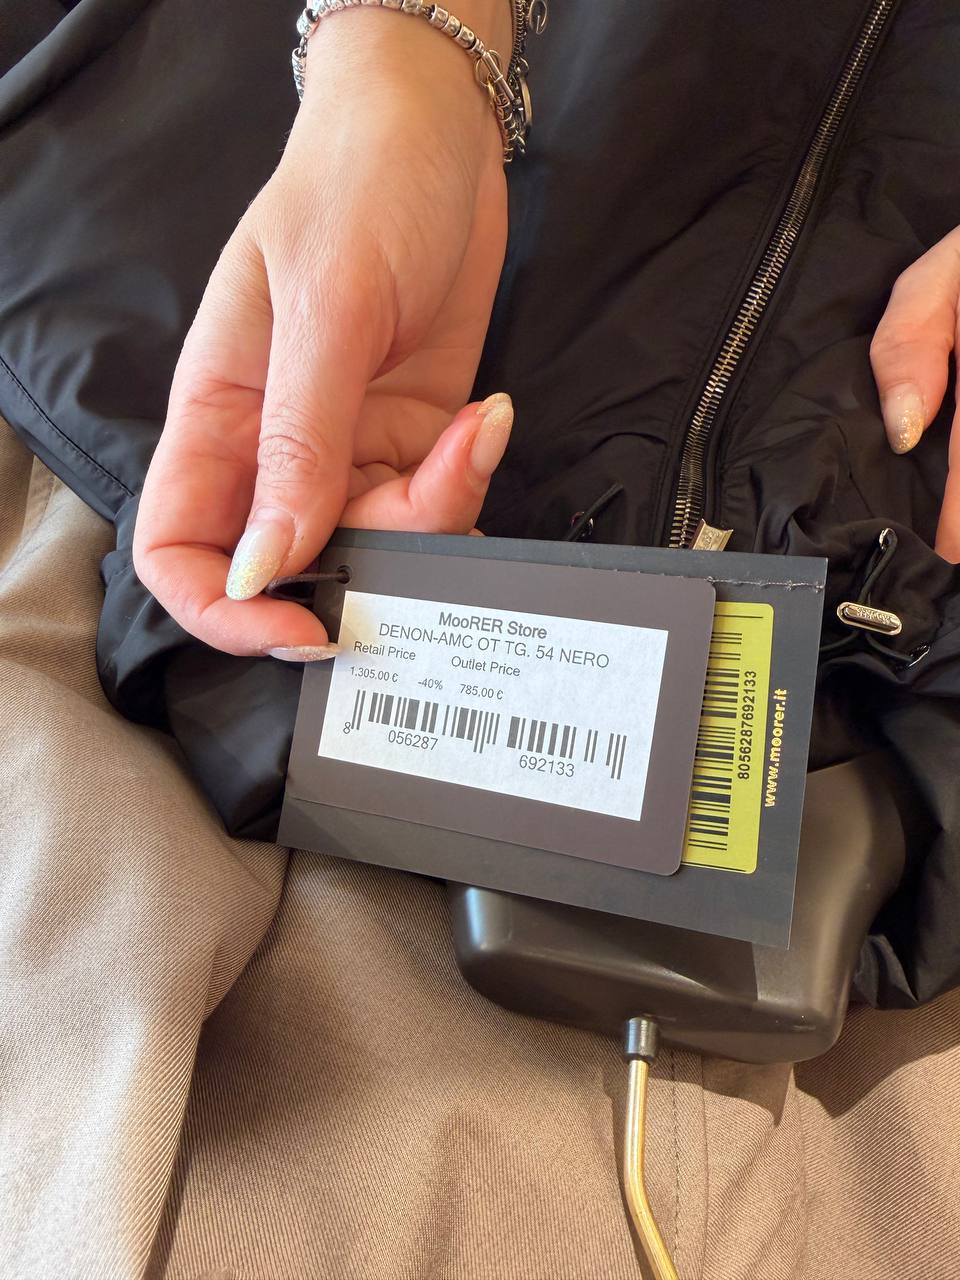 MooRER Store
DENON-AMC OT TG. 54 NERO
Retail Price Outlet Price
1.305,00 € -40% 785,00 €
8 056287 692133
8056287692133
www.moorer.it